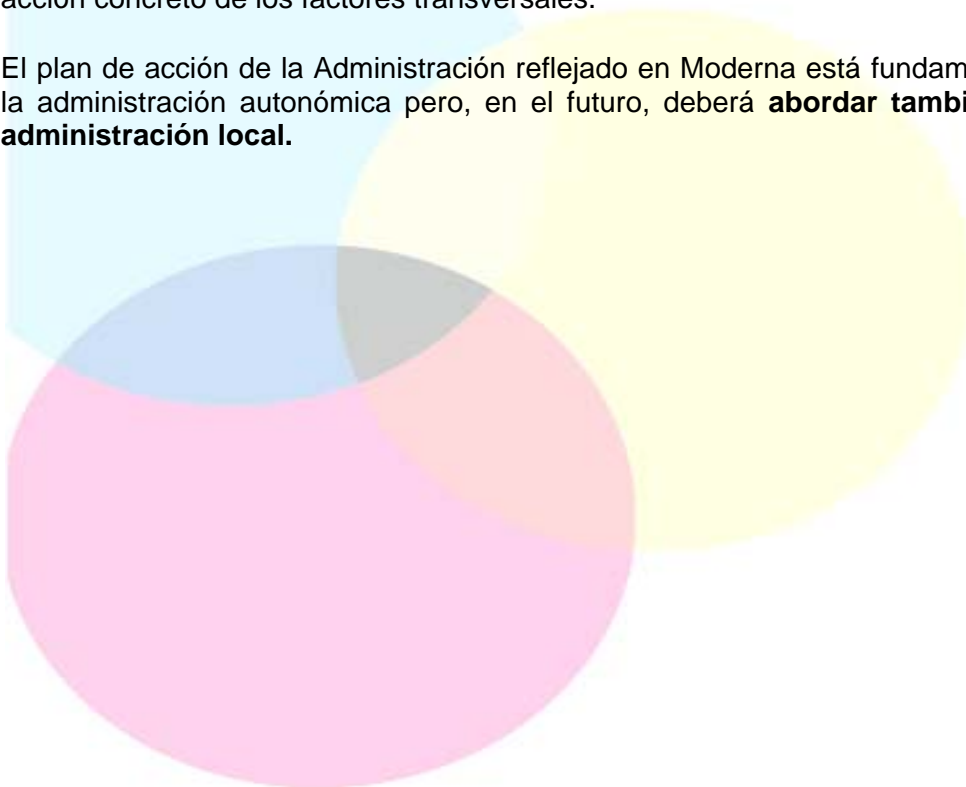 acción concreto de los factores transversales.
El plan de acción de la Administración reflejado en Moderna está fundam
la administración autonómica pero, en el futuro, deberá abordar tambi
administración local.